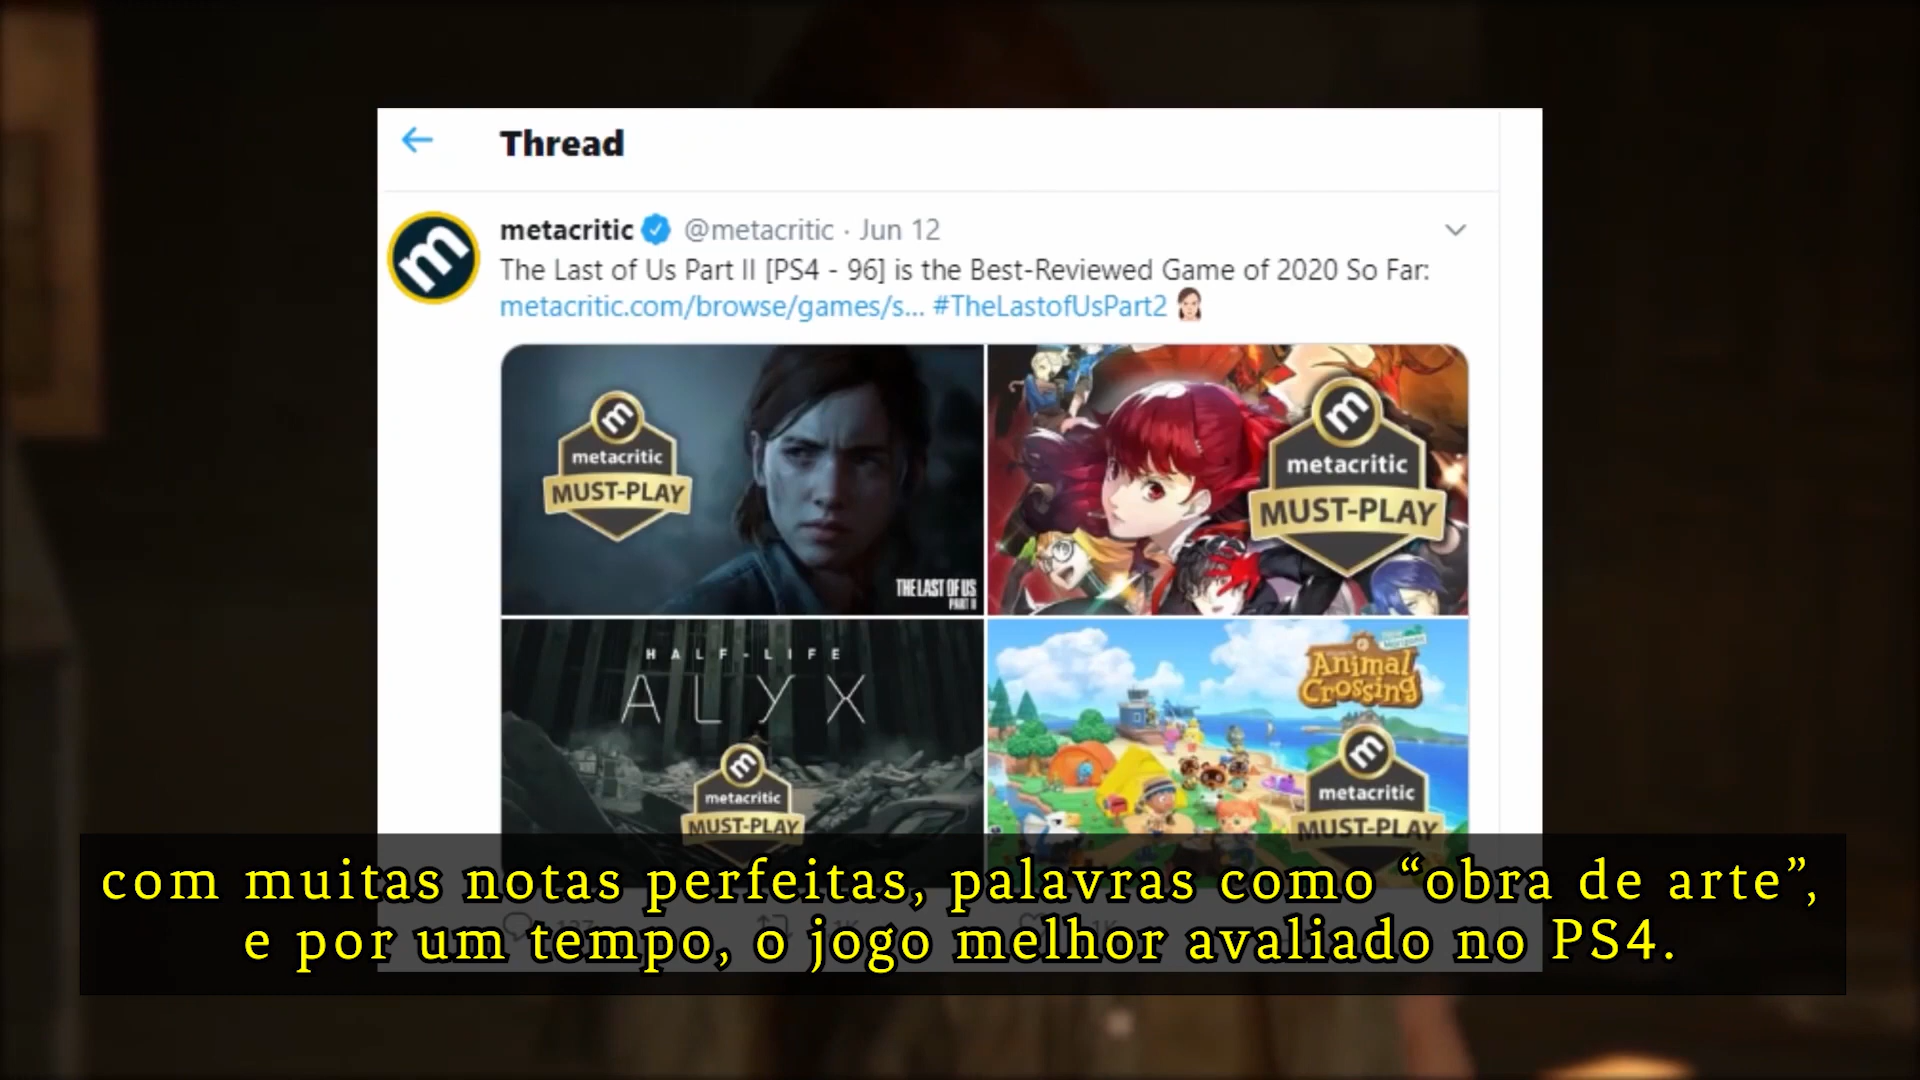 Thread
metacritic @metacritic · Jun 12
The Last of Us Part II [PS4 - 96] is the Best-Reviewed Game of 2020 So Far:
metacritic.com/browse/games/s... #TheLastofUsPart2
m
metacritic
MUST-PLAY
THE LAST OF US
PART II
m
metacritic
MUST-PLAY
HALF-LIFE
ALYX
m
metacritic
MUST-PLAY
Animal
Crossing
m
metacritic
MUST-PLAY
com muitas notas perfeitas, palavras como “obra de arte”,
e por um tempo, o jogo melhor avaliado no PS4.